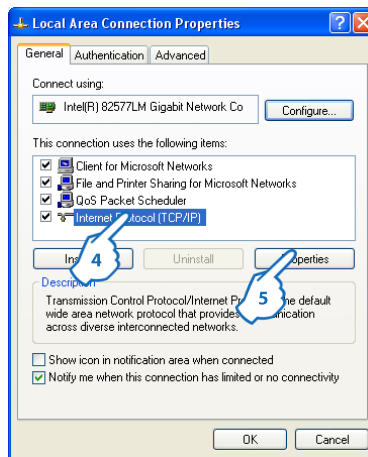 Local Area Connection Properties
General Authentication Advanced
Connect using:
Intel(R) 82577LM Gigabit Network Co Configure...
This connection uses the following items:
Client for Microsoft Networks
File and Printer Sharing for Microsoft Networks
QoS Packet Scheduler
Internet Protocol (TCP/IP)
Uninstall Properties
4
5
Description
Transmission Control Protocol/Internet the default
wide area network protocol that provides
across diverse interconnected networks.
Show icon in notification area when connected
Notify me when this connection has limited or no connectivity
OK Cancel